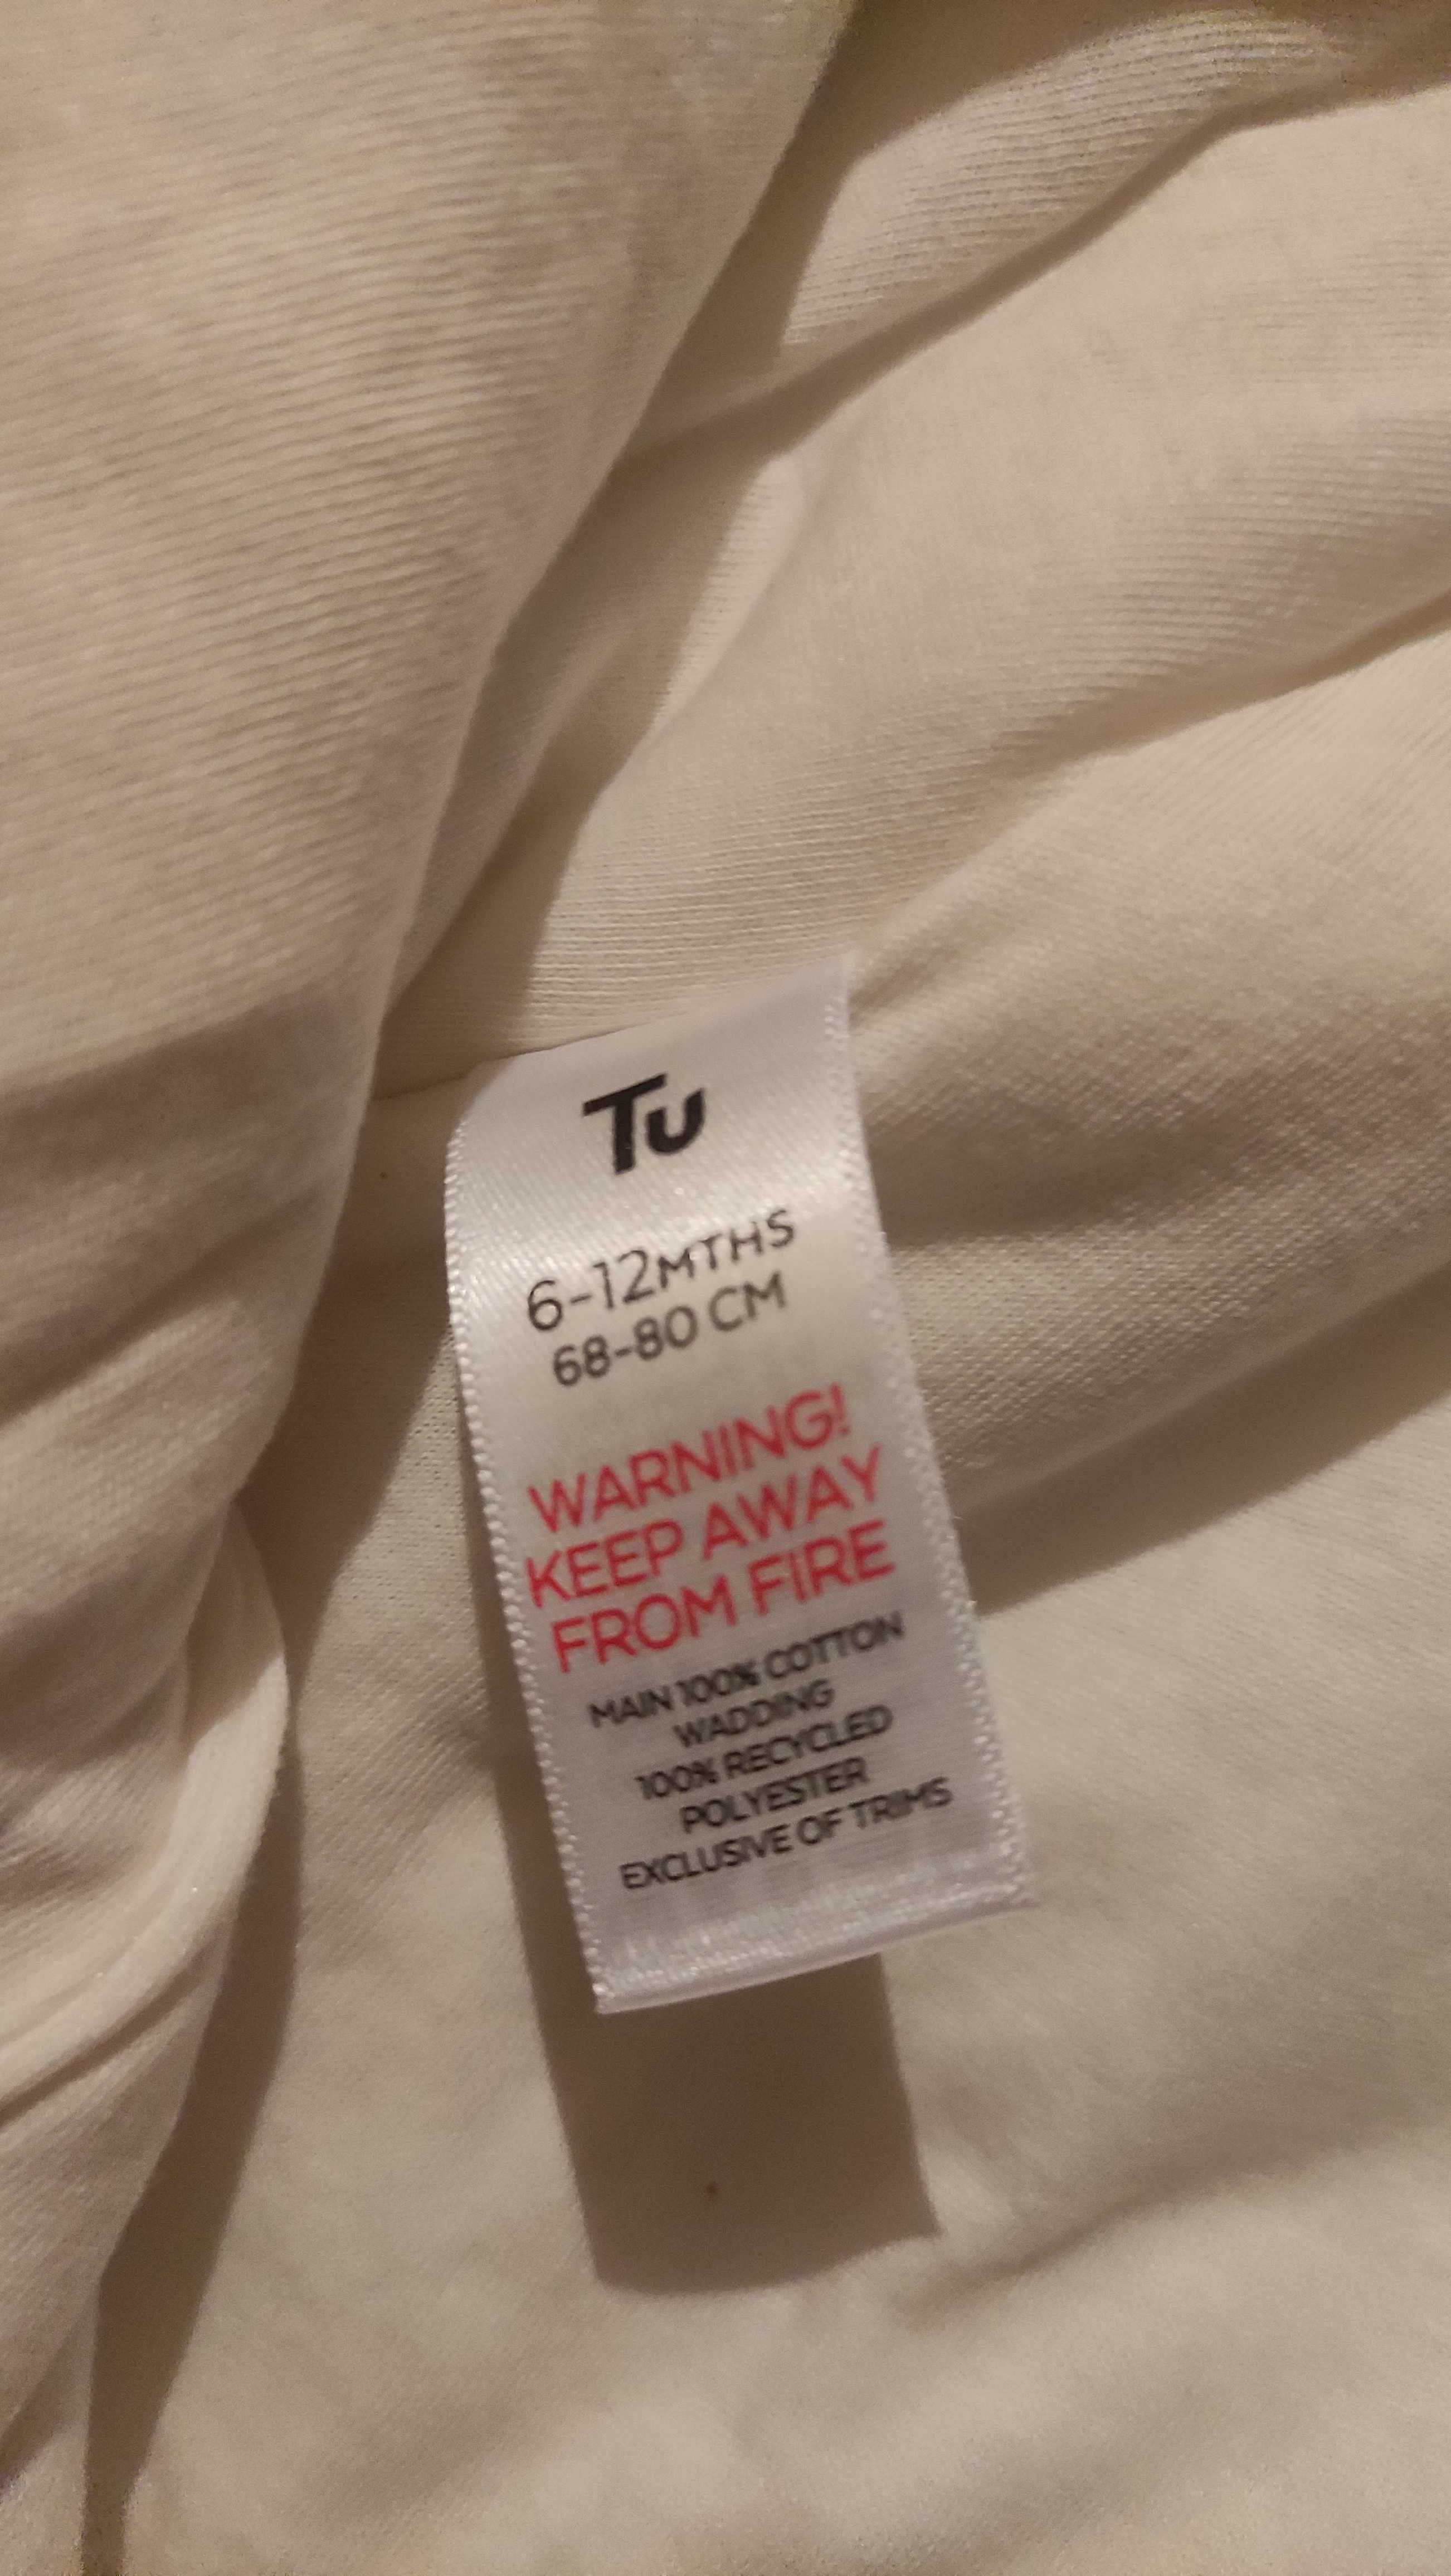 Tu
6-12MTHS
68-80 CM
WARNING!
KEEP AWAY
FROM FIRE
MAIN 100% COTTON
WADDING
100% RECYCLED
POLYESTER
EXCLUSIVE OF TRIMS